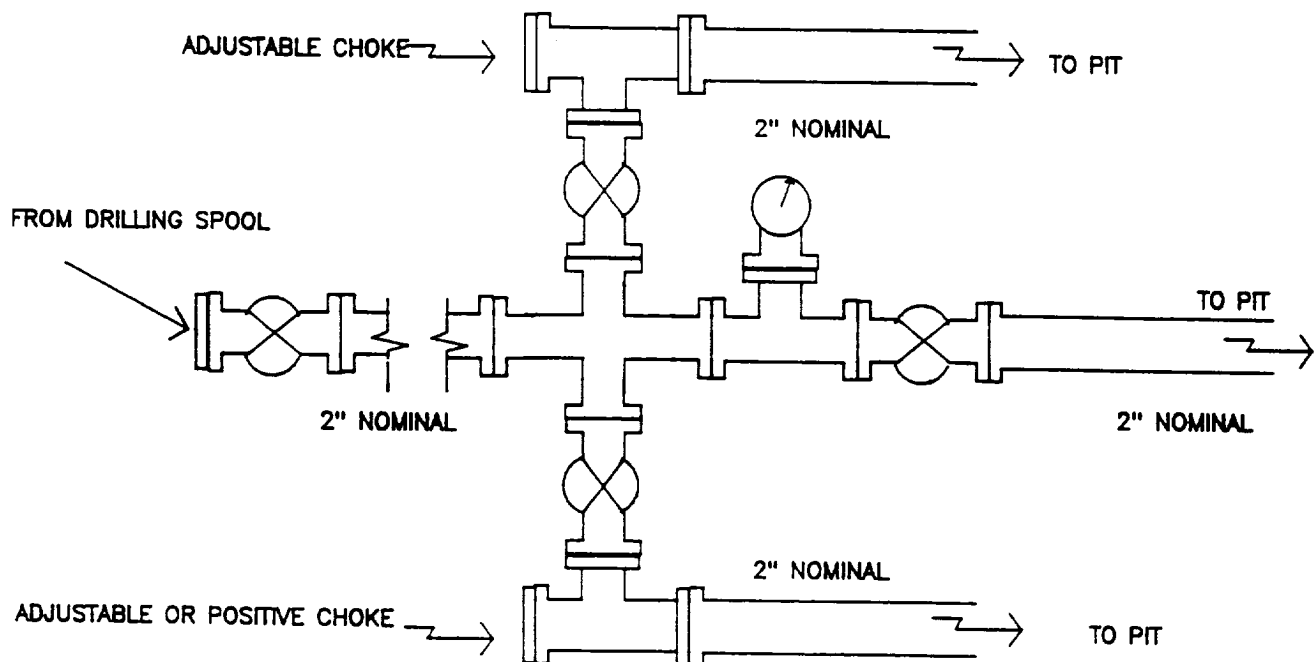 ADJUSTABLE CHOKE
TO PIT
2" NOMINAL
FROM DRILLING SPOOL
TO PIT
2" NOMINAL
2" NOMINAL
2" NOMINAL
ADJUSTABLE OR POSITIVE CHOKE
TO PIT